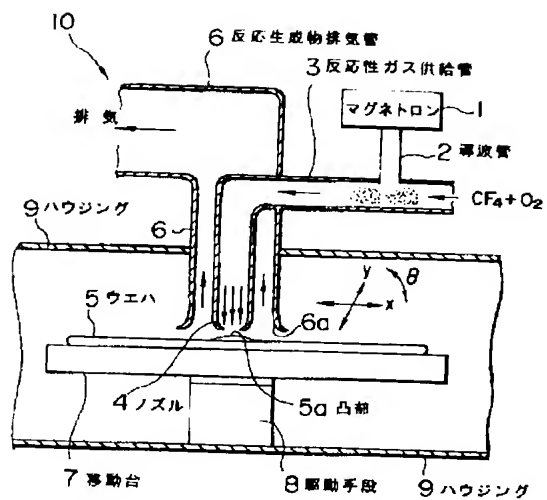 10
6 反応生成物排気管
3 反応性ガス供給管
マグネトロン
1
排気
2 導波管
CF4+O2
9 ハウジング
6
y
θ
x
5 ウエハ
6a
4 ノズル
5a 凸部
7 移動台
8 駆動手段
9 ハウジング